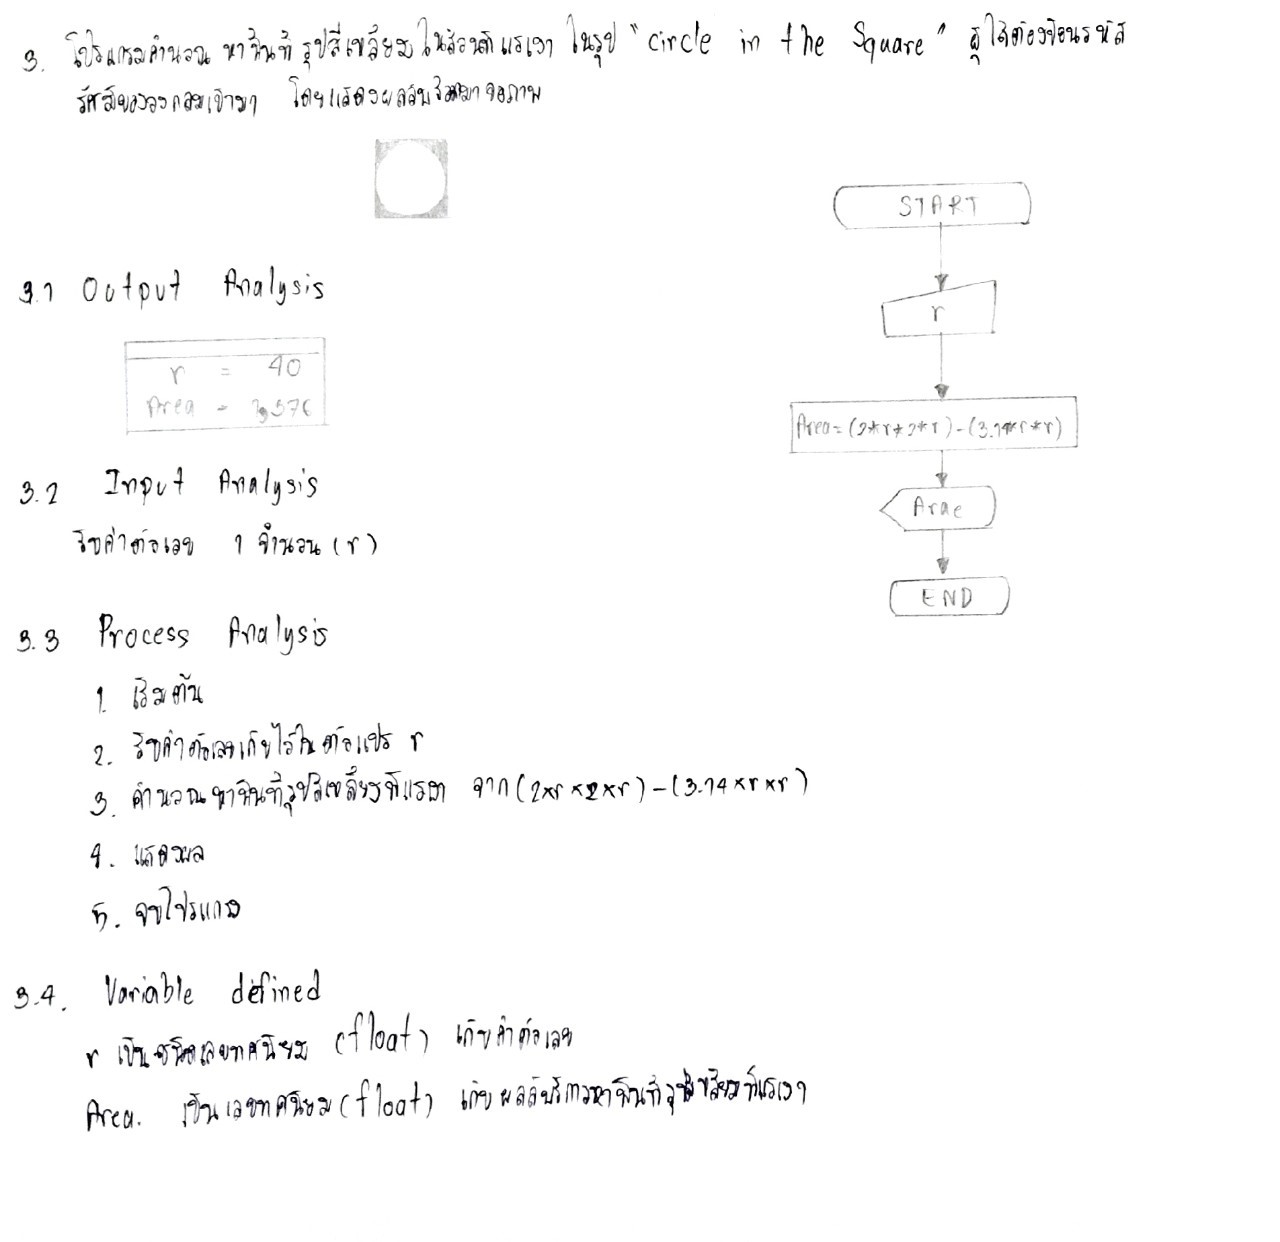 3. โปรแกรมคำนวณ หาพื้นที่ รูปสี่เหลี่ยม ในส่วนที่แรเงา ในรูป "circle in the Square" ผู้ใช้ต้องป้อนรหัส
รัศมีของวงกลมเข้ามา โดยแสดงผลลัพธ์ออกมาจอภาพ
3.1 Output Analysis
r = 40
Area = 1,376
3.2 Input Analysis
รับค่าตัวเลข 1 จำนวน (r)
3.3 Process Analysis
1. เริ่มต้น
2. รับค่าตัวเลขเก็บไว้ใน ตัวแปร r
3. คำนวณหาพื้นที่รูปสี่เหลี่ยมที่แรเงา จาก (2*r*2*r)-(3.14*r*r)
4. แสดงผล
5. จบโปรแกรม
3.4. Variable defined
r เป็นชนิดเลขทศนิยม (float) เก็บค่าตัวเลข
Area. เป็นเลขทศนิยม (float) เก็บผลลัพธ์การหาพื้นที่รูปสี่เหลี่ยมที่แรเงา
START
r
Area=(2*r*2*r)-(3.14*r*r)
Arae
END